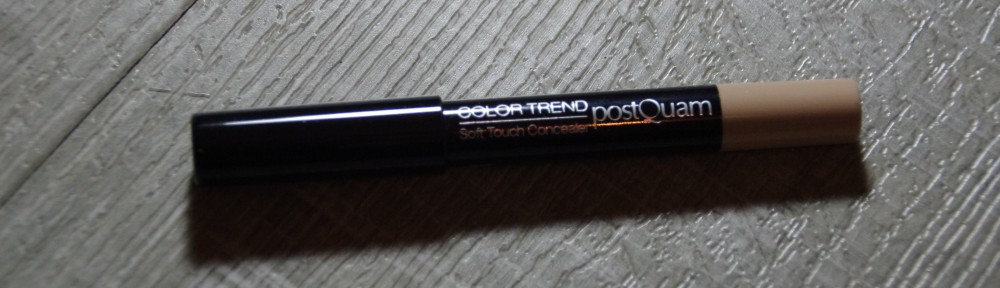 COLOR TREND
Soft Touch Concealer
postQuam